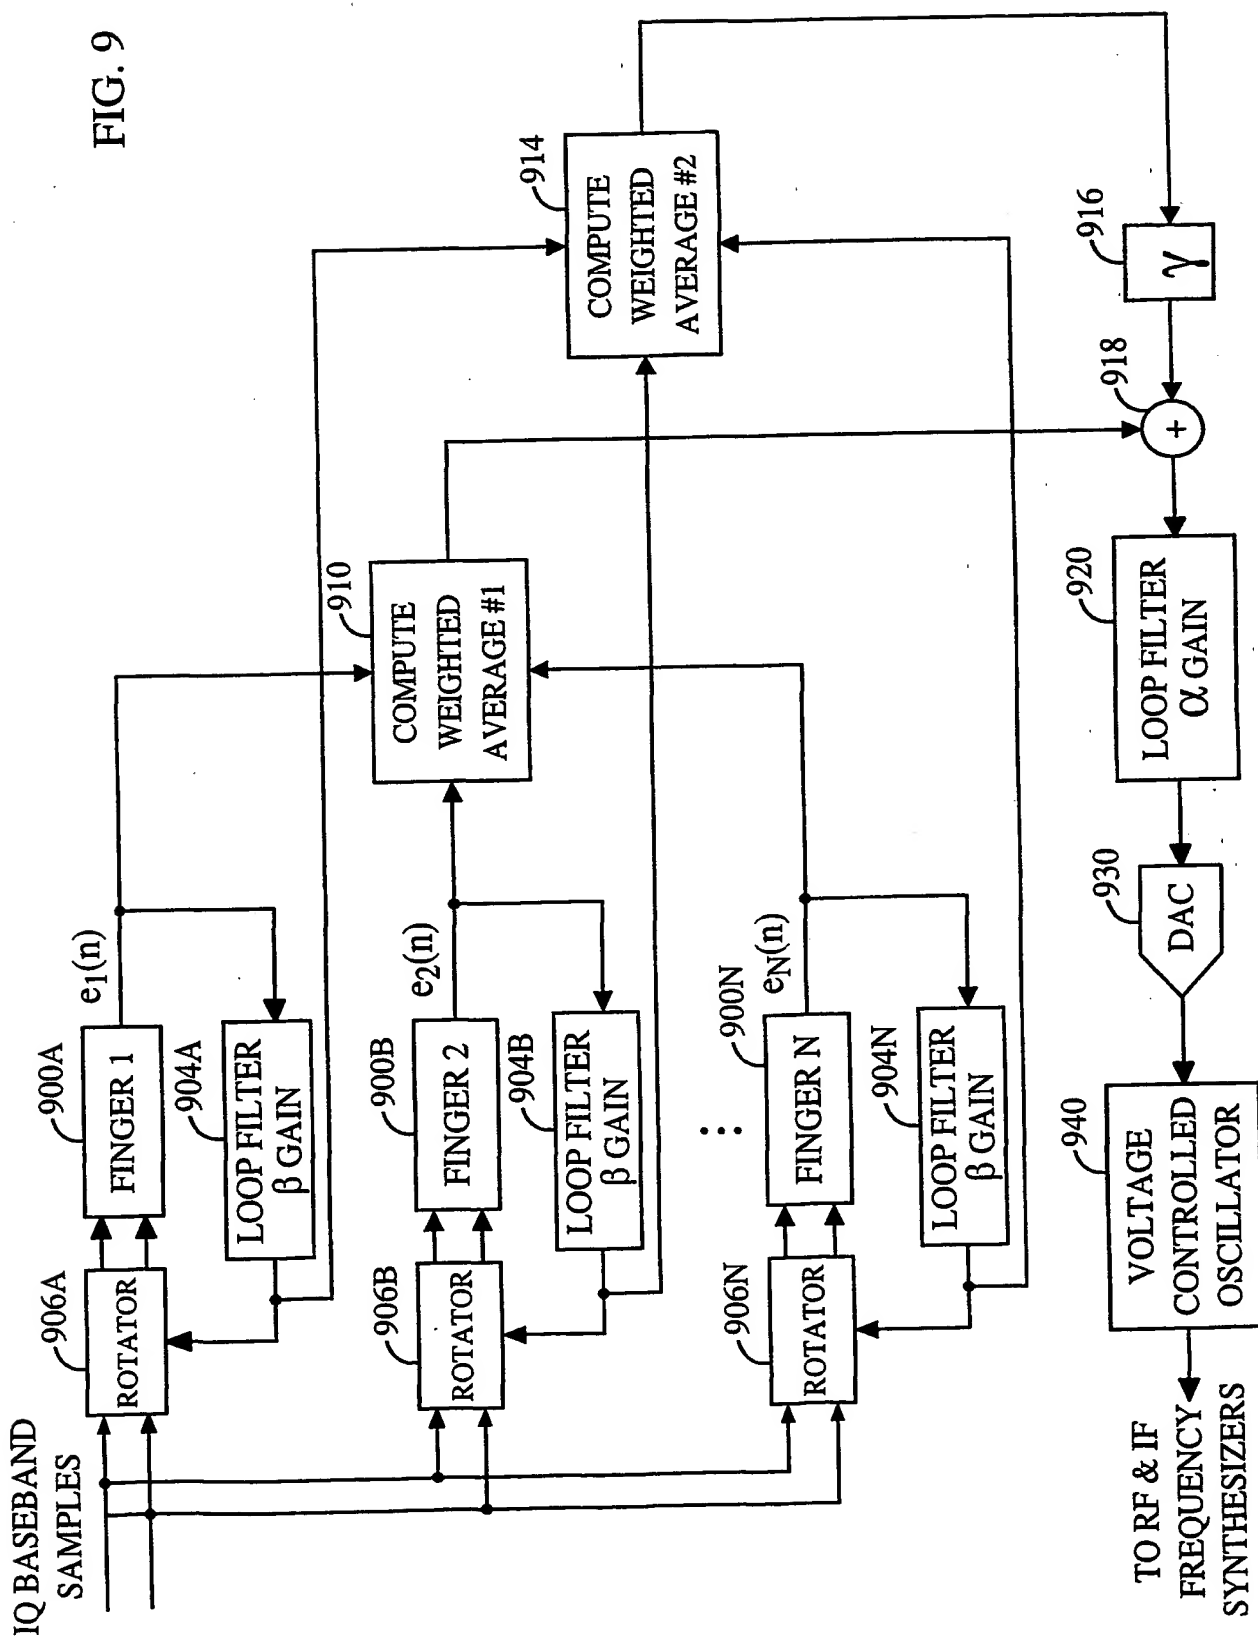 FIG. 9
IQ BASEBAND
SAMPLES
906A
ROTATOR
900A
FINGER 1
e1(n)
904A
LOOP FILTER
β GAIN
906B
ROTATOR
900B
FINGER 2
e2(n)
904B
LOOP FILTER
β GAIN
...
906N
ROTATOR
900N
FINGER N
eN(n)
904N
LOOP FILTER
β GAIN
910
COMPUTE
WEIGHTED
AVERAGE #1
914
COMPUTE
WEIGHTED
AVERAGE #2
916
γ
918
+
920
LOOP FILTER
α GAIN
930
DAC
940
VOLTAGE
CONTROLLED
OSCILLATOR
TO RF & IF
FREQUENCY
SYNTHESIZERS